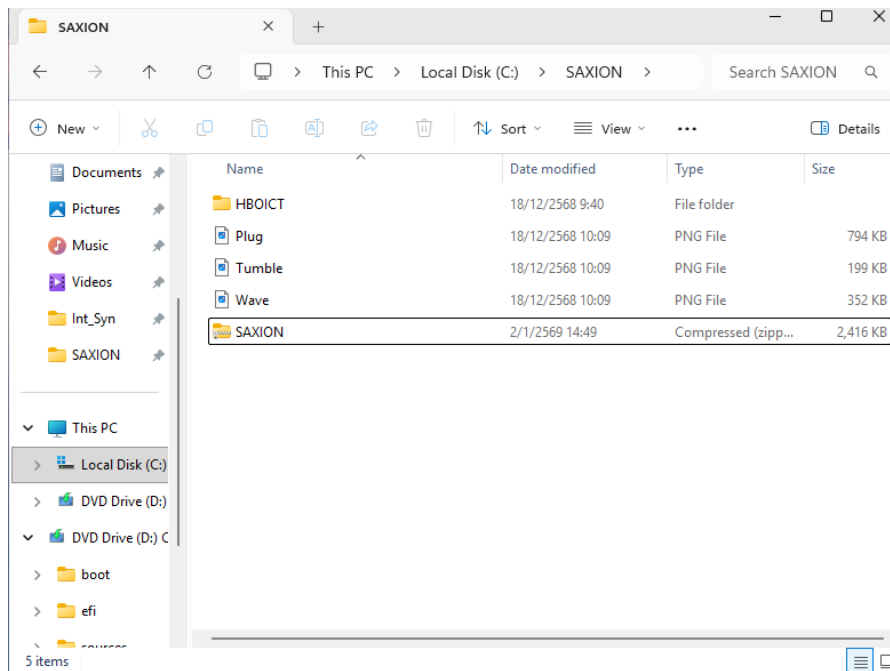 SAXION
This PC > Local Disk (C:) > SAXION >
Search SAXION
New
Sort
View
Details
Documents
Pictures
Music
Videos
Int_Syn
SAXION
This PC
Local Disk (C:)
DVD Drive (D:)
DVD Drive (D:) C
boot
efi
sources
Name Date modified Type Size
HBOICT 18/12/2568 9:40 File folder
Plug 18/12/2568 10:09 PNG File 794 KB
Tumble 18/12/2568 10:09 PNG File 199 KB
Wave 18/12/2568 10:09 PNG File 352 KB
SAXION 2/1/2569 14:49 Compressed (zipp... 2,416 KB
5 items